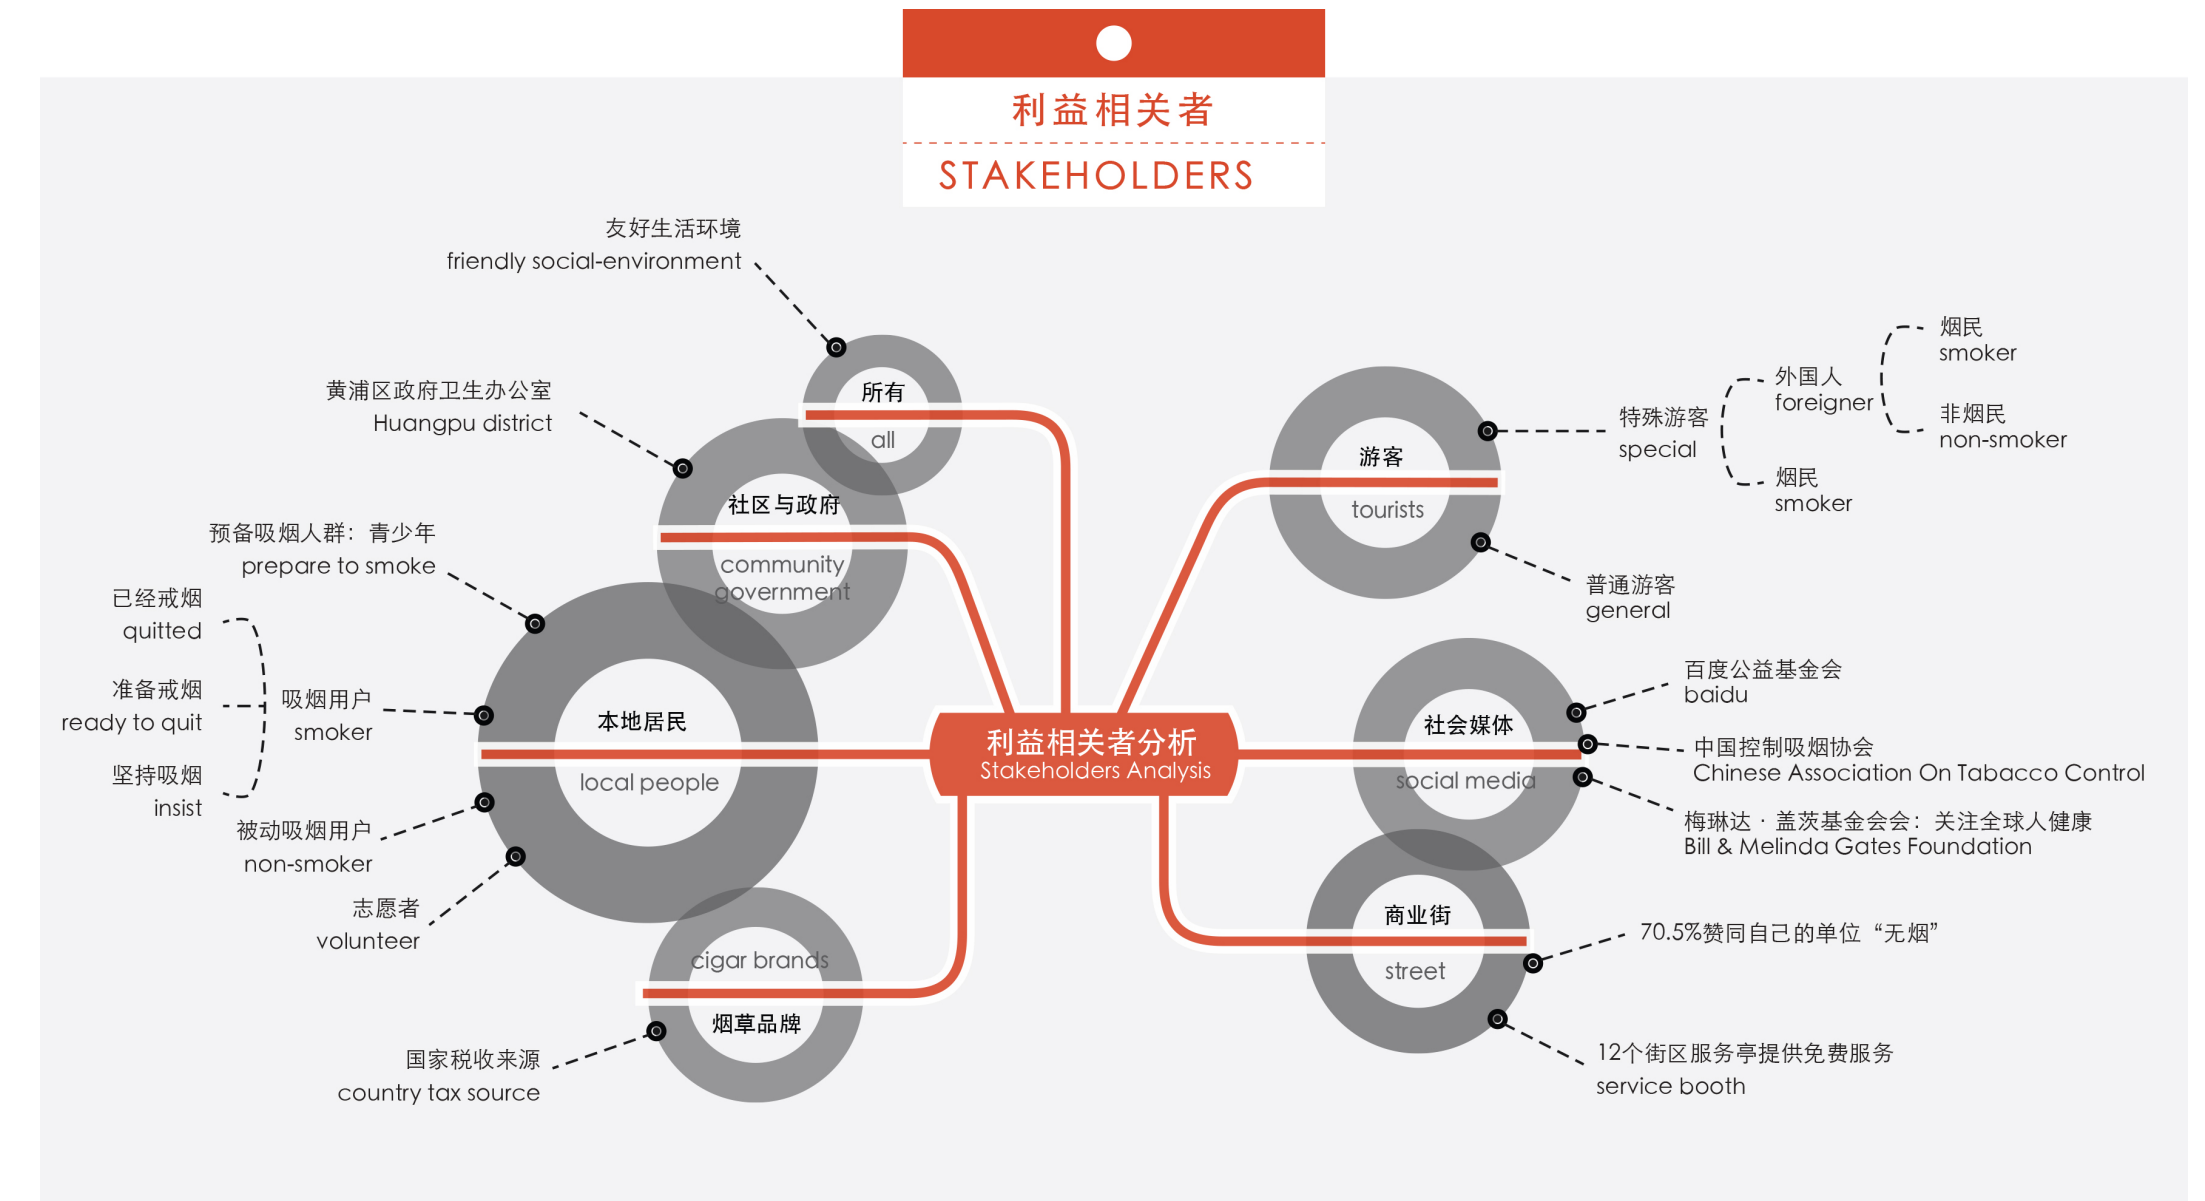 利益相关者
STAKEHOLDERS
友好生活环境
friendly social-environment
所有
all
黄浦区政府卫生办公室
Huangpu district
社区与政府
community
government
预备吸烟人群：青少年
prepare to smoke
已经戒烟
quitted
准备戒烟
ready to quit
坚持吸烟
insist
吸烟用户
smoker
被动吸烟用户
non-smoker
志愿者
volunteer
本地居民
local people
cigar brands
烟草品牌
国家税收来源
country tax source
利益相关者分析
Stakeholders Analysis
游客
tourists
特殊游客
special
外国人
foreigner
烟民
smoker
非烟民
non-smoker
烟民
smoker
普通游客
general
社会媒体
social media
百度公益基金会
baidu
中国控制吸烟协会
Chinese Association On Tabacco Control
梅琳达·盖茨基金会会：关注全球人健康
Bill & Melinda Gates Foundation
商业街
street
70.5%赞同自己的单位“无烟”
12个街区服务亭提供免费服务
service booth